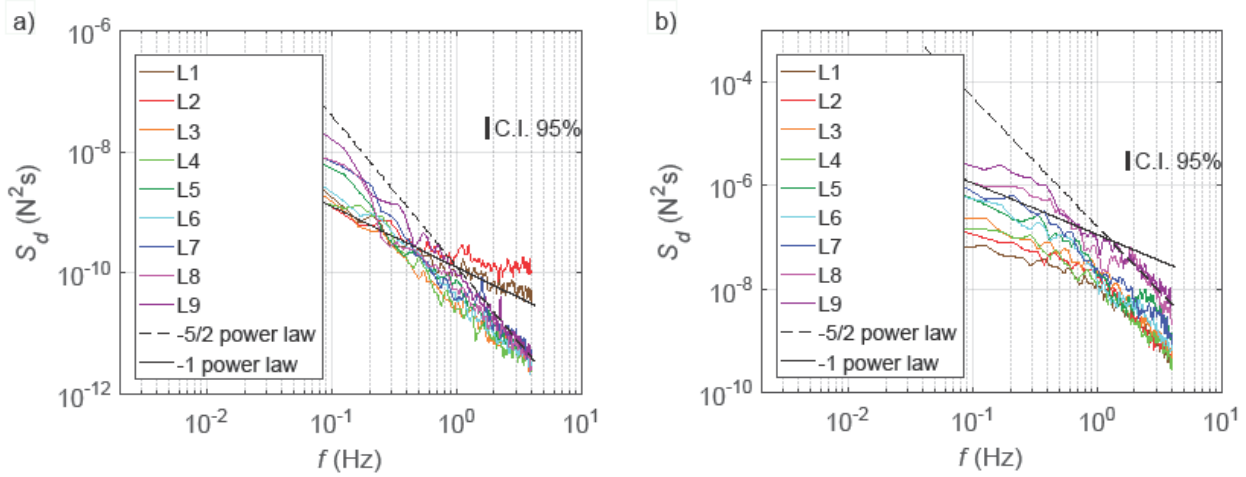 a)
10^-6
10^-8
10^-10
10^-12
S_d (N^2s)
L1
L2
L3
L4
L5
L6
L7
L8
L9
-5/2 power law
-1 power law
C.I. 95%
10^-2
10^-1
10^0
10^1
f (Hz)
b)
10^-4
10^-6
10^-8
10^-10
S_d (N^2s)
L1
L2
L3
L4
L5
L6
L7
L8
L9
-5/2 power law
-1 power law
C.I. 95%
10^-2
10^-1
10^0
10^1
f (Hz)